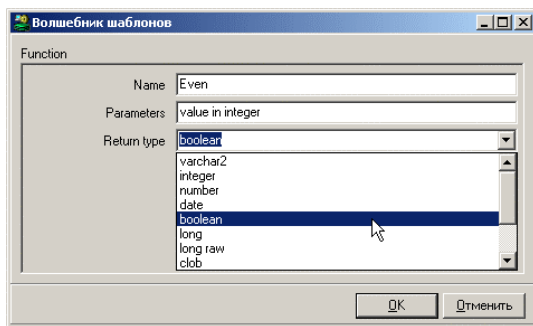 Волшебник шаблонов
Function
Name Even
Parameters value in integer
Return type boolean
varchar2
integer
number
date
boolean
long
long raw
clob
OK Отменить